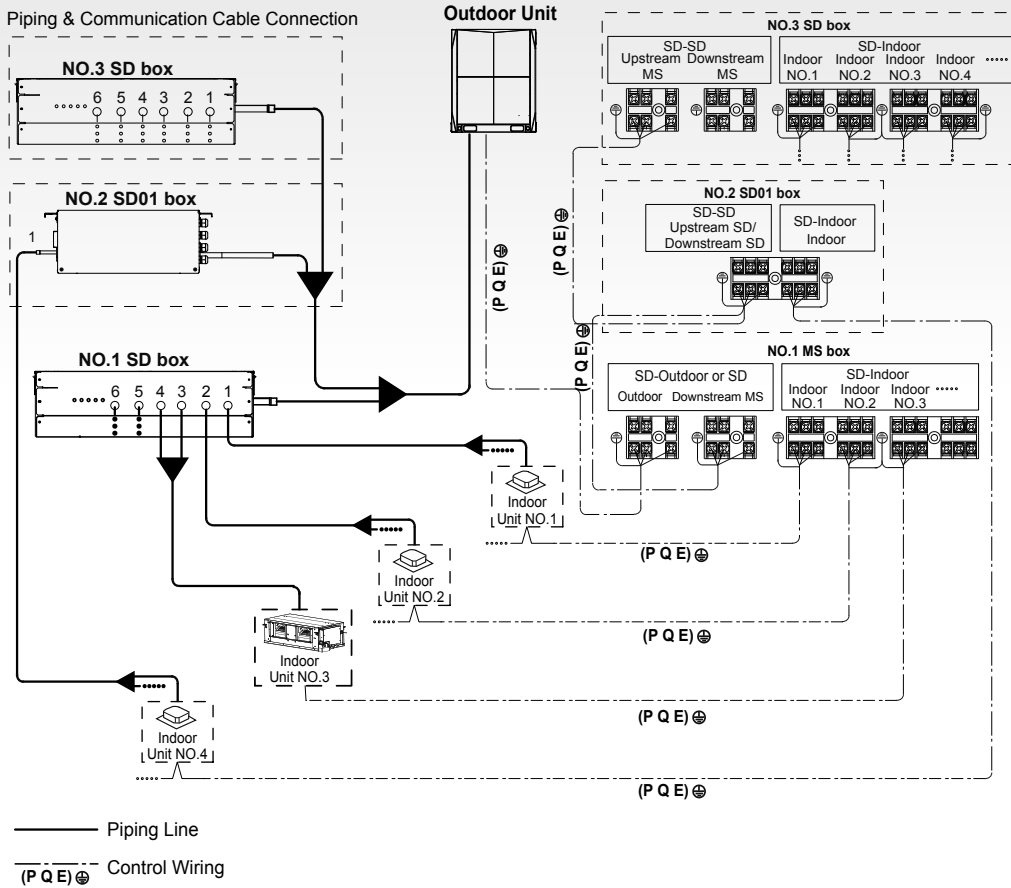 Piping & Communication Cable Connection
Outdoor Unit
NO.3 SD box
6 5 4 3 2 1
NO.2 SD01 box
1
NO.1 SD box
6 5 4 3 2 1
Indoor
Unit NO.1
Indoor
Unit NO.2
Indoor
Unit NO.3
Indoor
Unit NO.4
NO.3 SD box
SD-SD
Upstream Downstream
MS MS
SD-Indoor
Indoor Indoor Indoor Indoor
NO.1 NO.2 NO.3 NO.4
NO.2 SD01 box
SD-SD
Upstream SD/
Downstream SD
SD-Indoor
Indoor
NO.1 MS box
SD-Outdoor or SD
Outdoor Downstream MS
SD-Indoor
Indoor Indoor Indoor
NO.1 NO.2 NO.3
(P Q E)
(P Q E)
(P Q E)
(P Q E)
(P Q E)
(P Q E)
(P Q E)
Piping Line
(P Q E) Control Wiring